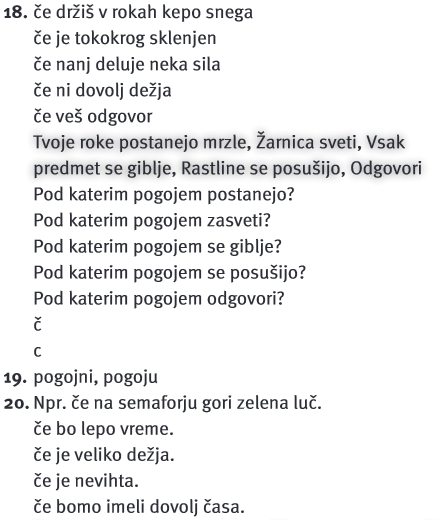 18. če držiš v rokah kepo snega
če je tokokrog sklenjen
če nanj deluje neka sila
če ni dovolj dežja
če veš odgovor
Tvoje roke postanejo mrzle, Žarnica sveti, Vsak
predmet se giblje, Rastline se posušijo, Odgovori
Pod katerim pogojem postanejo?
Pod katerim pogojem zasveti?
Pod katerim pogojem se giblje?
Pod katerim pogojem se posušijo?
Pod katerim pogojem odgovori?
č
c
19. pogojni, pogoju
20. Npr. če na semaforju gori zelena luč.
če bo lepo vreme.
če je veliko dežja.
če je nevihta.
če bomo imeli dovolj časa.